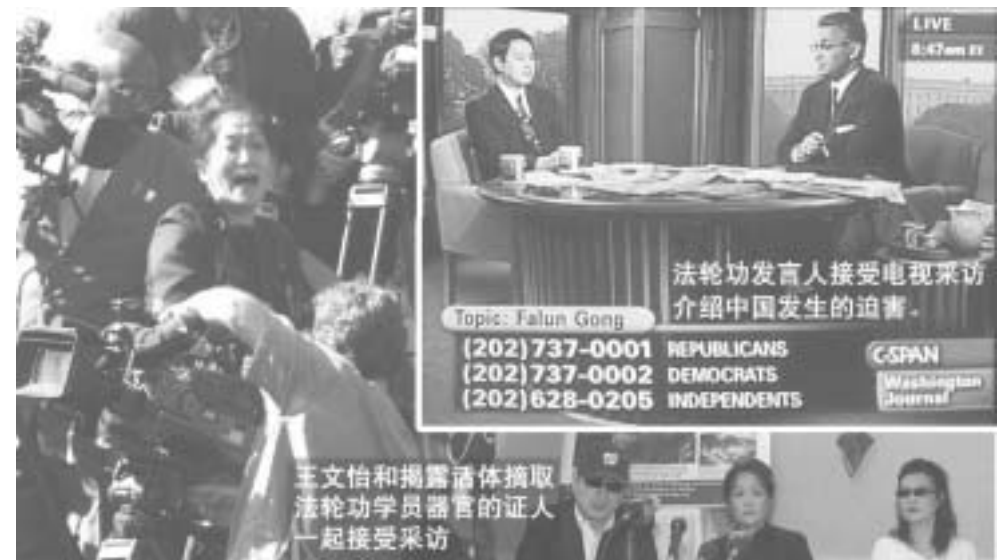 LIVE
8:47am ET
法轮功发言人接受电视采访
介绍中国发生的迫害。
Topic: Falun Gong
(202)737-0001 REPUBLICANS
(202)737-0002 DEMOCRATS
(202)628-0205 INDEPENDENTS
C-SPAN
Washington
Journal
王文怡和揭露活体摘取
法轮功学员器官的证人
一起接受采访